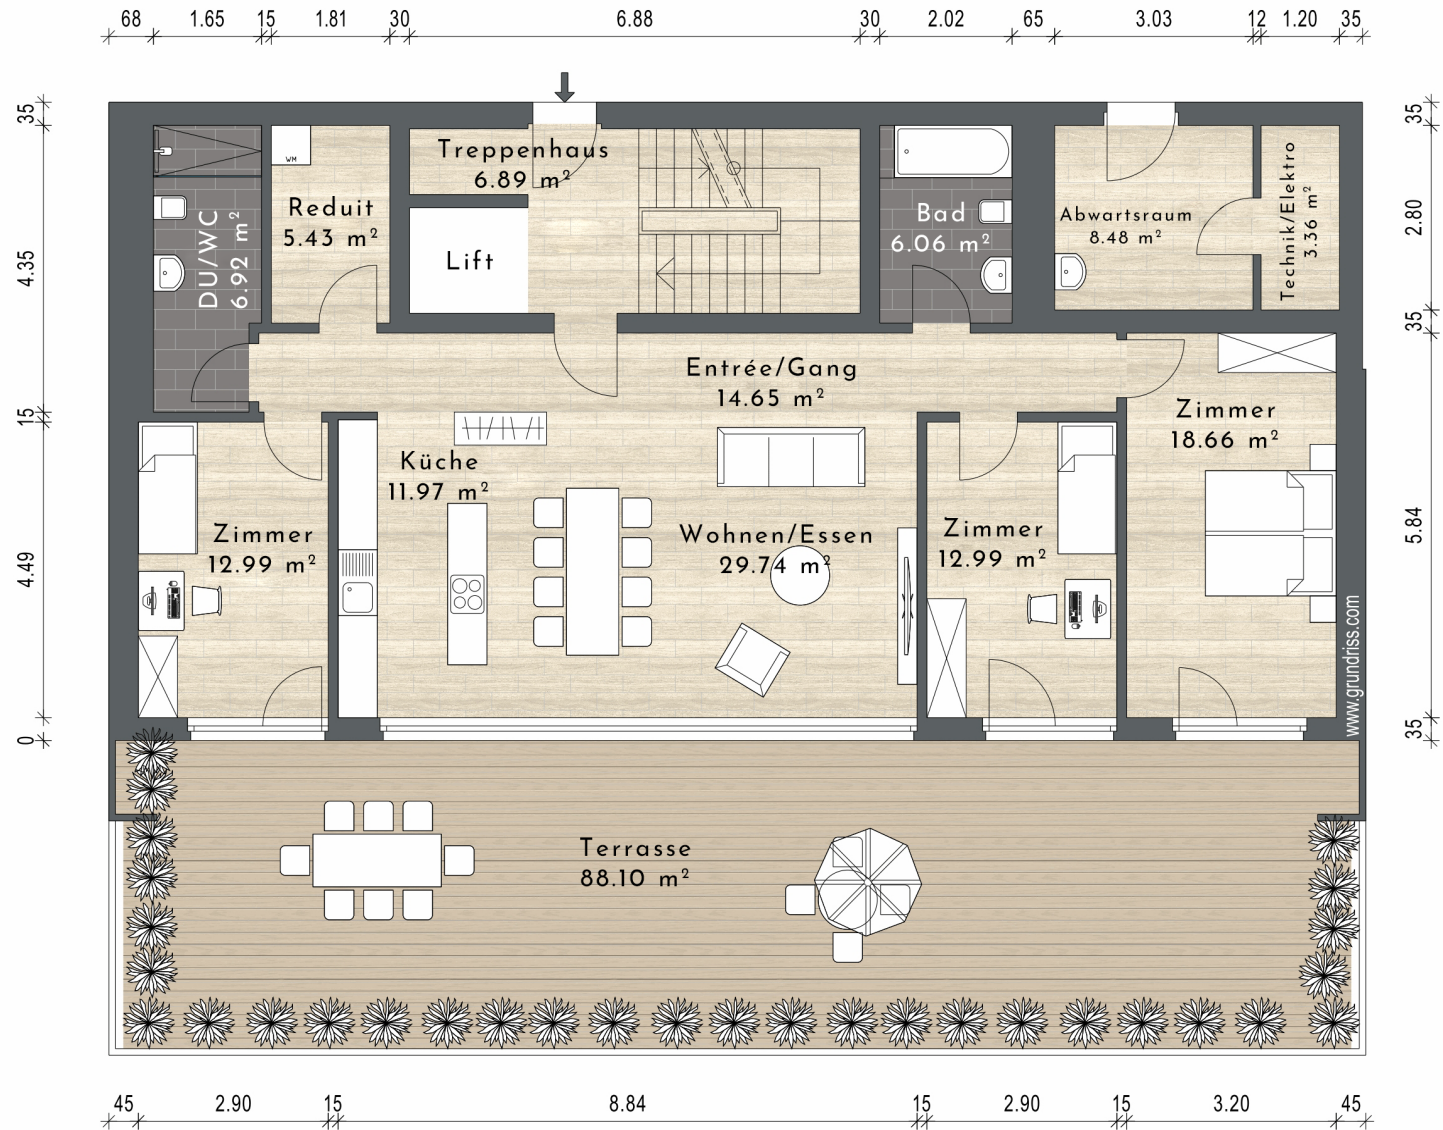 68 1.65 15 1.81 30 6.88 30 2.02 65 3.03 12 1.20 35
35
4.35
15
4.49
0
35
2.80
35
5.84
35
Treppenhaus
6.89 m²
WM
Reduit
5.43 m²
DU/WC
6.92 m²
Lift
Bad
6.06 m²
Abwartsraum
8.48 m²
Technik/Elektro
3.36 m²
Entrée/Gang
14.65 m²
Zimmer
18.66 m²
Küche
11.97 m²
Zimmer
12.99 m²
Wohnen/Essen
29.74 m²
Zimmer
12.99 m²
www.grundriss.com
Terrasse
88.10 m²
45 2.90 15 8.84 15 2.90 15 3.20 45